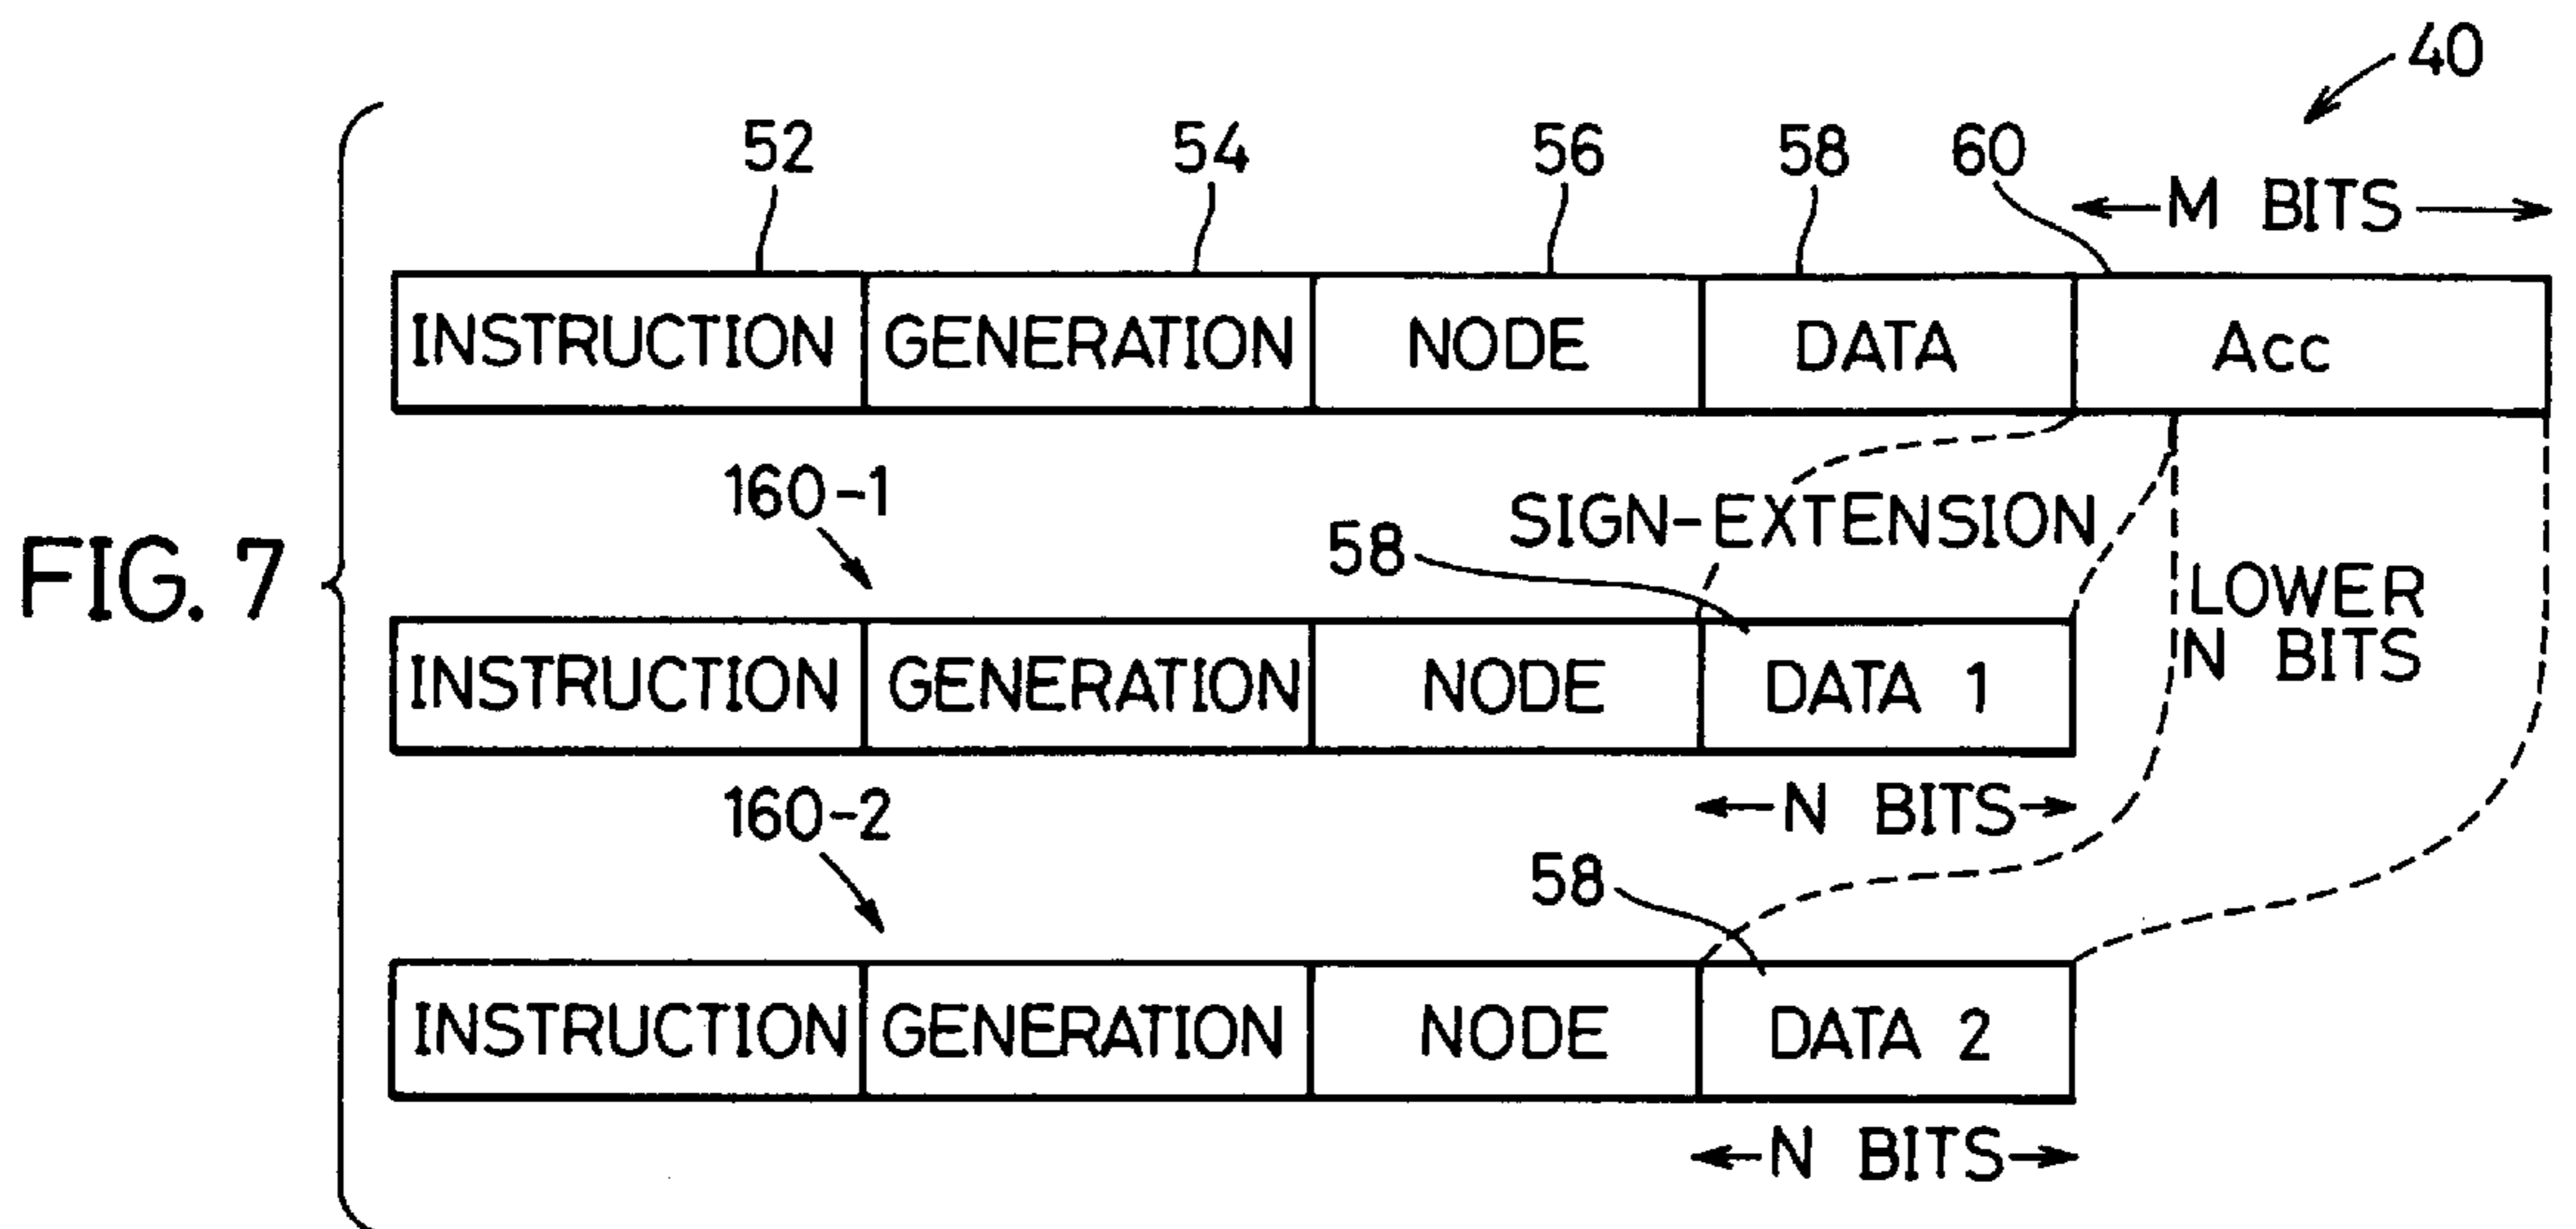 40
52 54 56 58 60
M BITS
INSTRUCTION GENERATION NODE DATA Acc
160-1
SIGN-EXTENSION
58
FIG. 7
LOWER
N BITS
INSTRUCTION GENERATION NODE DATA 1
N BITS
160-2
58
INSTRUCTION GENERATION NODE DATA 2
N BITS